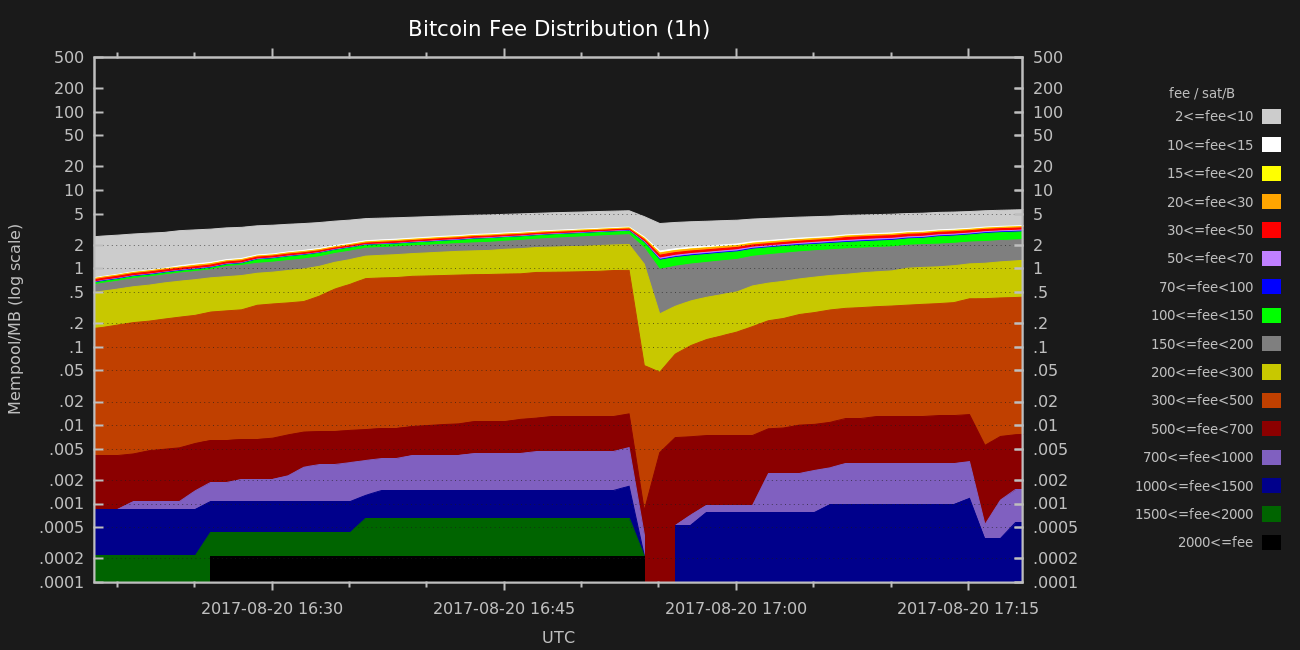 Bitcoin Fee Distribution (1h)
500 500
200 200
100 100
50 50
20 20
10 10
5 5
2 2
1 1
.5 .5
.2 .2
.1 .1
.05 .05
.02 .02
.01 .01
.005 .005
.002 .002
.001 .001
.0005 .0005
.0002 .0002
.0001 .0001
Mempool/MB (log scale)
2017-08-20 16:30 2017-08-20 16:45 2017-08-20 17:00 2017-08-20 17:15
UTC
fee / sat/B
2<=fee<10
10<=fee<15
15<=fee<20
20<=fee<30
30<=fee<50
50<=fee<70
70<=fee<100
100<=fee<150
150<=fee<200
200<=fee<300
300<=fee<500
500<=fee<700
700<=fee<1000
1000<=fee<1500
1500<=fee<2000
2000<=fee